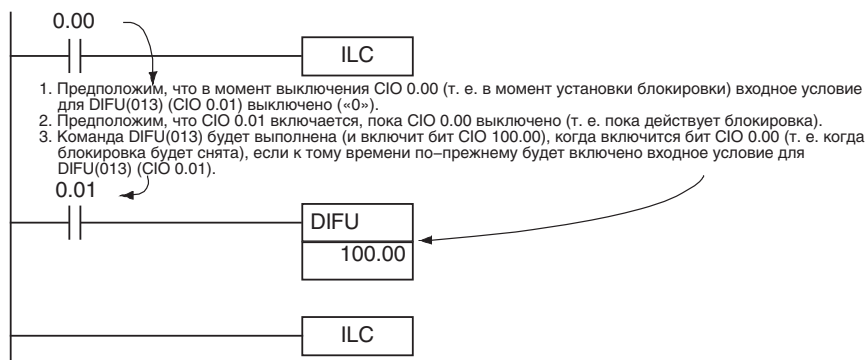 0.00
ILC
1. Предположим, что в момент выключения CIO 0.00 (т. е. в момент установки блокировки) входное условие
для DIFU(013) (CIO 0.01) выключено («0»).
2. Предположим, что CIO 0.01 включается, пока CIO 0.00 выключено (т. е. пока действует блокировка).
3. Команда DIFU(013) будет выполнена (и включит бит CIO 100.00), когда включится бит CIO 0.00 (т. е. когда
блокировка будет снята), если к тому времени по–прежнему будет включено входное условие для
DIFU(013) (CIO 0.01).
0.01
DIFU
100.00
ILC